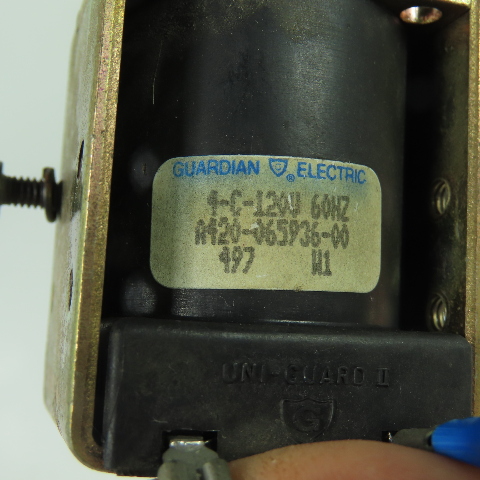 GUARDIAN ® ELECTRIC
4-C-120V 60HZ
A420-065936-00
497 W1
UNI-GUARD II
G